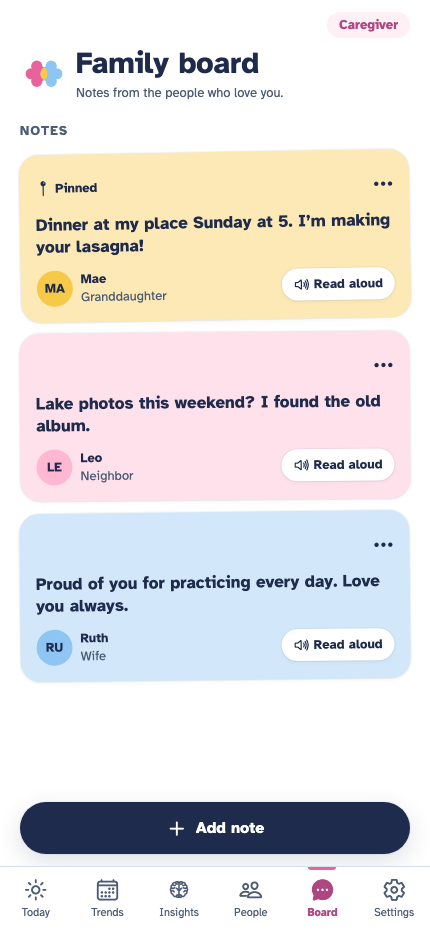 Caregiver
Family board
Notes from the people who love you.
NOTES
Pinned
Dinner at my place Sunday at 5. I’m making
your lasagna!
MA
Mae
Granddaughter
Read aloud
Lake photos this weekend? I found the old
album.
LE
Leo
Neighbor
Read aloud
Proud of you for practicing every day. Love
you always.
RU
Ruth
Wife
Read aloud
Add note
Today
Trends
Insights
People
Board
Settings